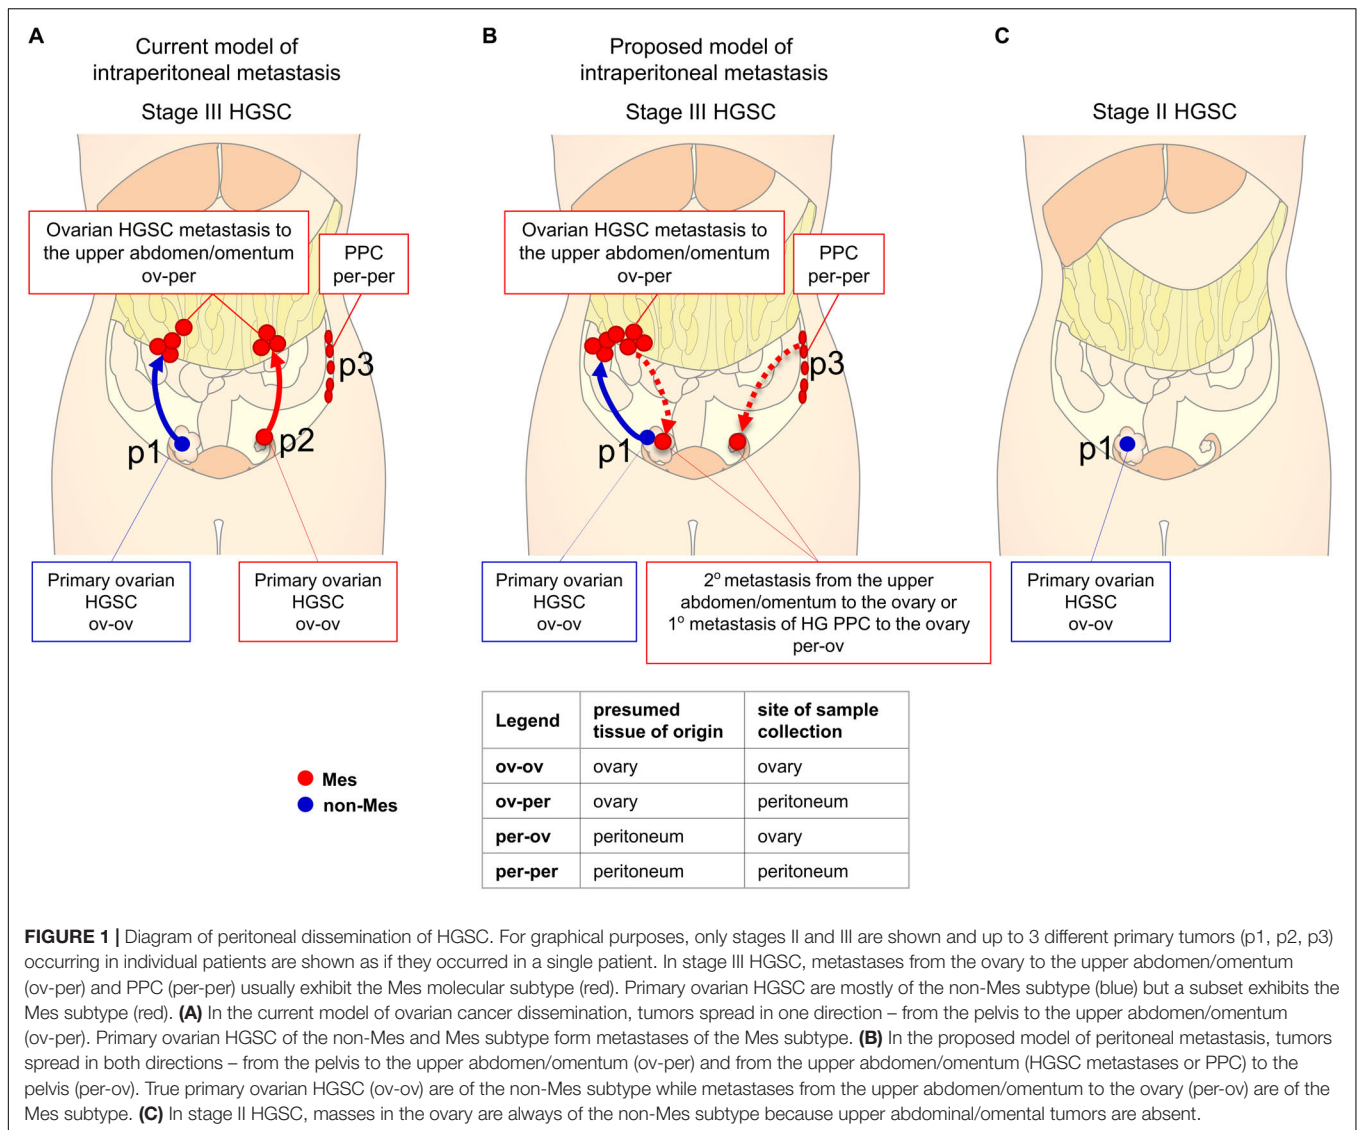 A
Current model of
intraperitoneal metastasis
Stage III HGSC
Ovarian HGSC metastasis to
the upper abdomen/omentum
ov-per
PPC
per-per
p3
p1
p2
Primary ovarian
HGSC
ov-ov
Primary ovarian
HGSC
ov-ov
B
Proposed model of
intraperitoneal metastasis
Stage III HGSC
Ovarian HGSC metastasis to
the upper abdomen/omentum
ov-per
PPC
per-per
p3
p1
Primary ovarian
HGSC
ov-ov
2º metastasis from the upper
abdomen/omentum to the ovary or
1º metastasis of HG PPC to the ovary
per-ov
C
Stage II HGSC
p1
Primary ovarian
HGSC
ov-ov
Mes
non-Mes
Legend presumed tissue of origin site of sample collection
ov-ov ovary ovary
ov-per ovary peritoneum
per-ov peritoneum ovary
per-per peritoneum peritoneum
FIGURE 1 | Diagram of peritoneal dissemination of HGSC. For graphical purposes, only stages II and III are shown and up to 3 different primary tumors (p1, p2, p3)
occurring in individual patients are shown as if they occurred in a single patient. In stage III HGSC, metastases from the ovary to the upper abdomen/omentum
(ov-per) and PPC (per-per) usually exhibit the Mes molecular subtype (red). Primary ovarian HGSC are mostly of the non-Mes subtype (blue) but a subset exhibits the
Mes subtype (red). (A) In the current model of ovarian cancer dissemination, tumors spread in one direction – from the pelvis to the upper abdomen/omentum
(ov-per). Primary ovarian HGSC of the non-Mes and Mes subtype form metastases of the Mes subtype. (B) In the proposed model of peritoneal metastasis, tumors
spread in both directions – from the pelvis to the upper abdomen/omentum (ov-per) and from the upper abdomen/omentum (HGSC metastases or PPC) to the
pelvis (per-ov). True primary ovarian HGSC (ov-ov) are of the non-Mes subtype while metastases from the upper abdomen/omentum to the ovary (per-ov) are of the
Mes subtype. (C) In stage II HGSC, masses in the ovary are always of the non-Mes subtype because upper abdominal/omental tumors are absent.